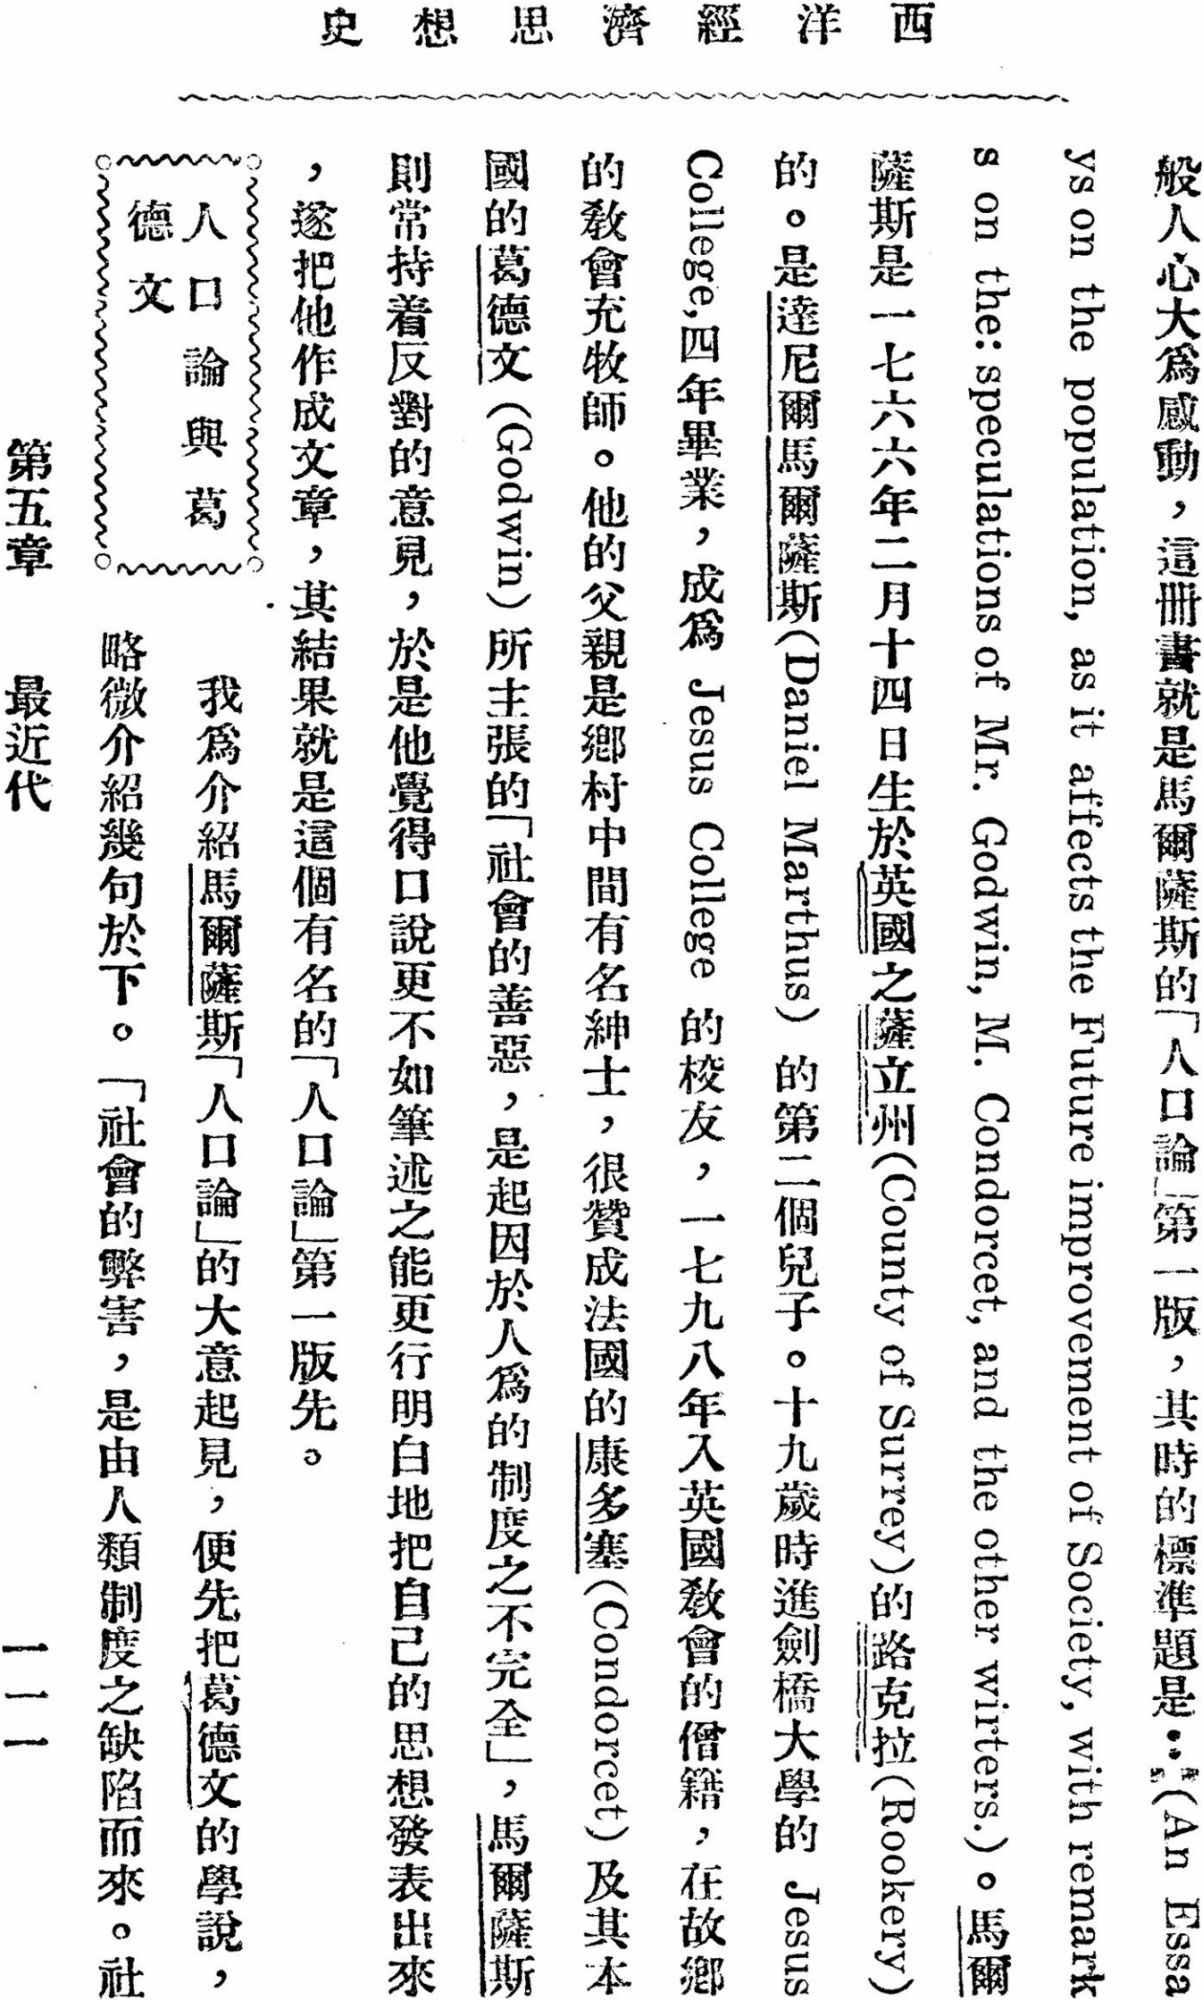 西洋經濟思想史
般人心大爲感動，這冊書就是馬爾薩斯的「人口論」第一版，其時的標準題是：(An Essa
ys on the population, as it affects the Future improvement of Society, with remark
s on the: speculations of Mr. Godwin, M. Condorcet, and the other wirters.)。馬爾
薩斯是一七六六年二月十四日生於英國之薩立州(County of Surrey)的路克拉(Rookery)
的。是達尼爾馬爾薩斯(Daniel Marthus)的第二個兒子。十九歲時進劍橋大學的 Jesus
College,四年畢業，成爲 Jesus College 的校友，一七九八年入英國教會的僧籍，在故鄉
的教會充牧師。他的父親是鄉村中間有名紳士，很贊成法國的康多塞(Condorcet)及其本
國的葛德文(Godwin)所主張的「社會的善惡，是起因於人爲的制度之不完全」，馬爾薩斯
則常持着反對的意見，於是他覺得口說更不如筆述之能更行明白地把自己的思想發表出來
，遂把他作成文章，其結果就是這個有名的「人口論」第一版先。
人口論與葛
德文
我爲介紹馬爾薩斯「人口論」的大意起見，便先把葛德文的學說，
略微介紹幾句於下。「社會的弊害，是由人類制度之缺陷而來。社
第五章　最近代　一一一